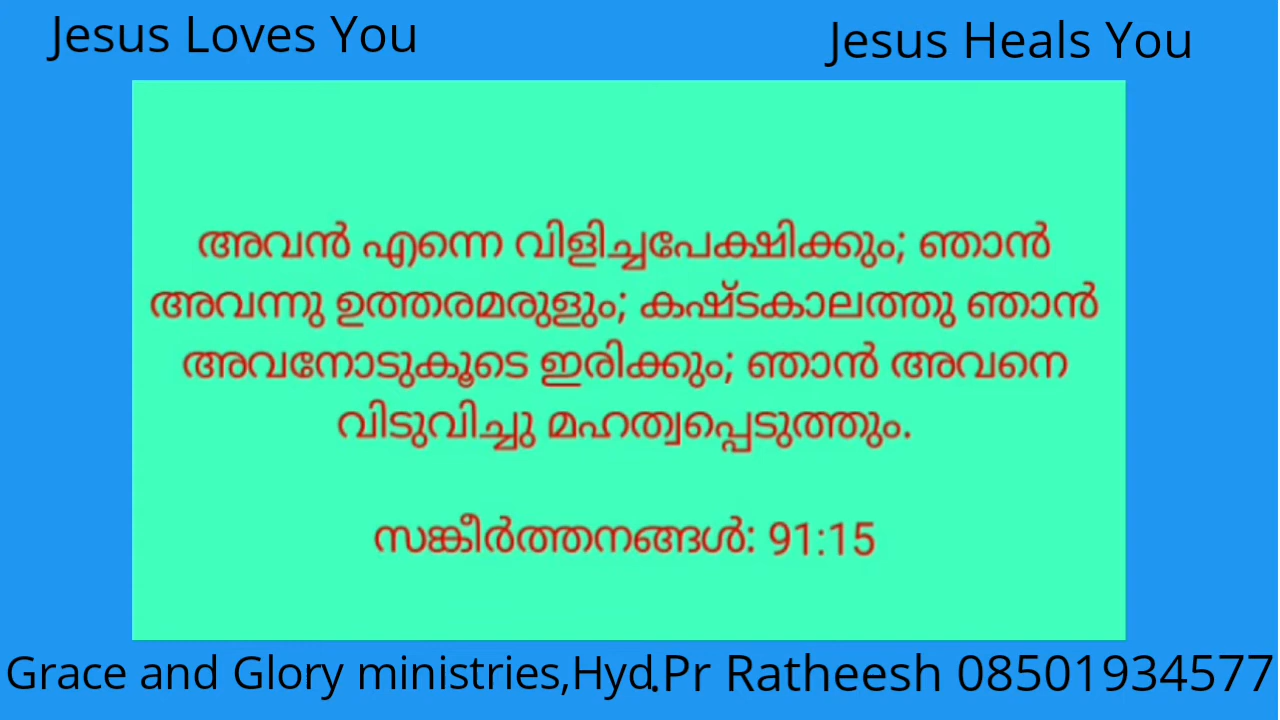 Jesus Loves You
Jesus Heals You
അവൻ എന്നെ വിളിച്ചപേക്ഷിക്കും; ഞാൻ
അവന്നു ഉത്തരമരുളും; കഷ്ടകാലത്തു ഞാൻ
അവനോടുകൂടെ ഇരിക്കും; ഞാൻ അവനെ
വിടുവിച്ചു മഹത്വപ്പെടുത്തും.
സങ്കീർത്തനങ്ങൾ: 91:15
Grace and Glory ministries,Hyd.Pr Ratheesh 08501934577